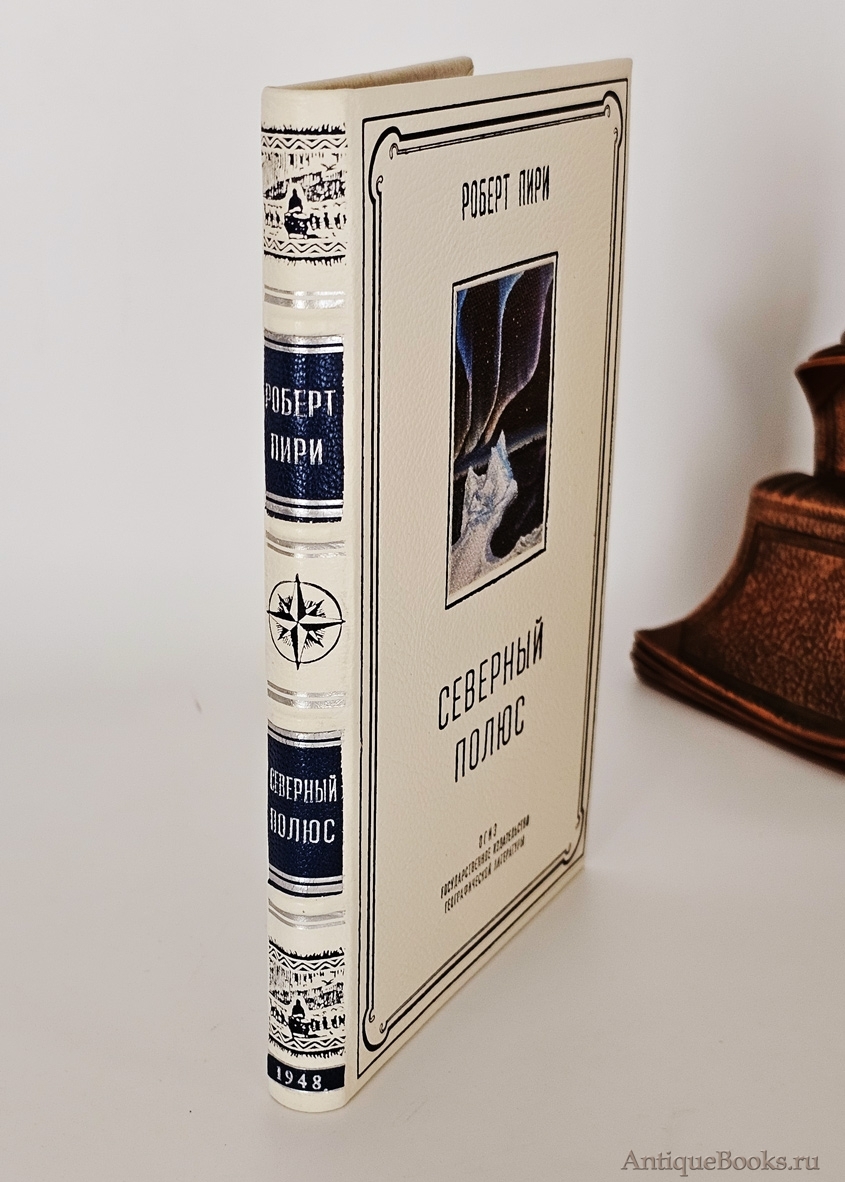 РОБЕРТ
ПИРИ
СЕВЕРНЫЙ
ПОЛЮС
1948
РОБЕРТ ПИРИ
СЕВЕРНЫЙ
ПОЛЮС
ОГИЗ
ГОСУДАРСТВЕННОЕ ИЗДАТЕЛЬСТВО
ГЕОГРАФИЧЕСКОЙ ЛИТЕРАТУРЫ
AntiqueBooks.ru